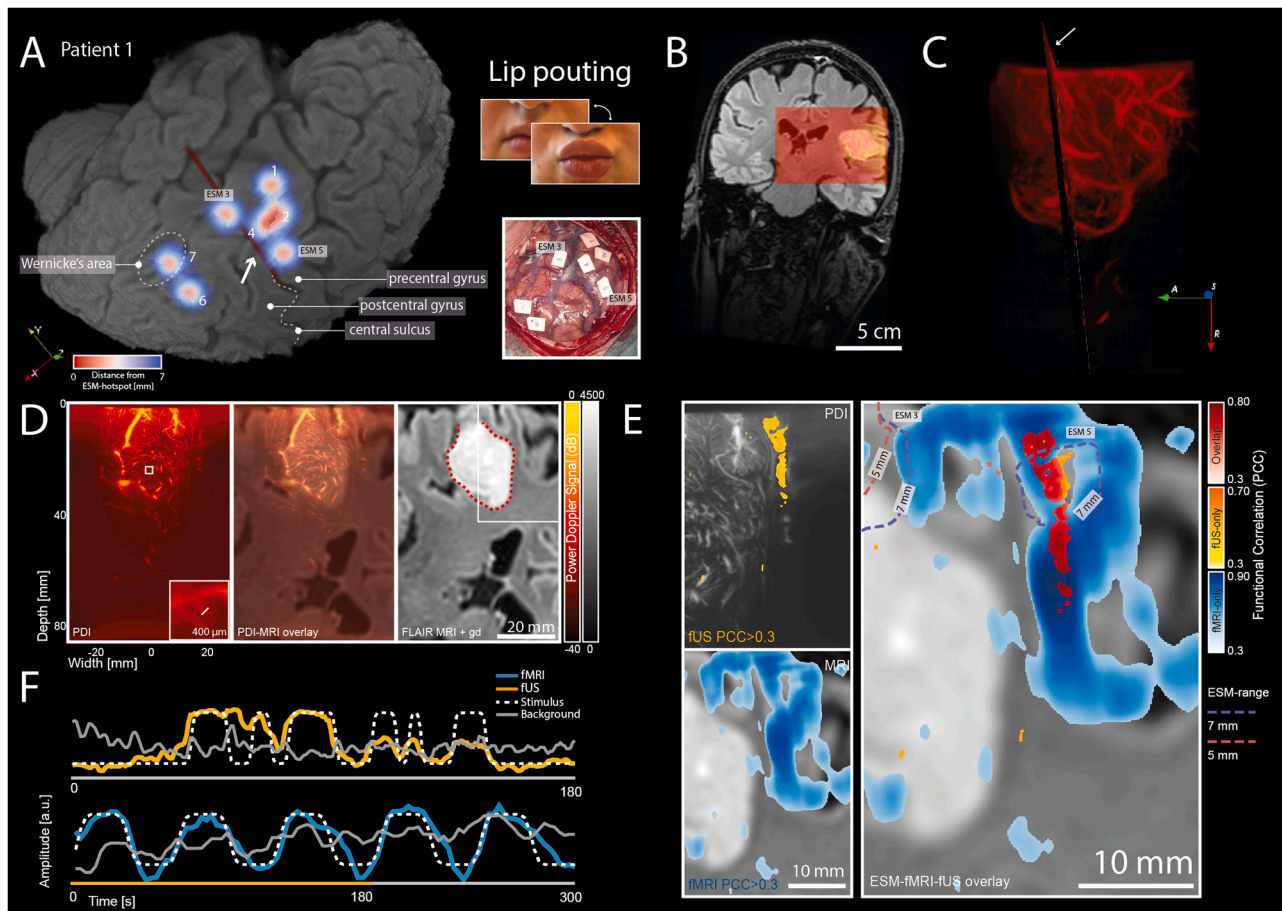 A
Patient 1
Lip pouting
1
ESM 3
2
4
ESM 5
7
6
Wernicke's area
precentral gyrus
postcentral gyrus
central sulcus
Y
Z
X
0
7
Distance from
ESM-hotspot [mm]
ESM 3
ESM 5
B
5 cm
C
A
S
R
D
0
40
80
Depth [mm]
PDI
400 µm
-20
0
20
Width [mm]
PDI-MRI overlay
FLAIR MRI + gd
20 mm
0
4500
Power Doppler Signal (dB)
-40
0
E
PDI
fUS PCC>0.3
MRI
fMRI PCC>0.3
10 mm
ESM 3
5 mm
7 mm
ESM 5
7 mm
ESM-fMRI-fUS overlay
10 mm
0.80
Overlap
0.3
0.70
fUS-only
0.3
0.90
fMRI-only
0.3
Functional Correlation (PCC)
ESM-range
7 mm
5 mm
F
fMRI
fUS
Stimulus
Background
0
180
Amplitude [a.u.]
0
180
300
Time [s]